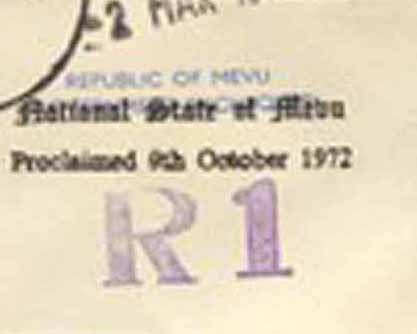 2 MAR
REPUBLIC OF MEVU
National State of Mevu
Proclaimed 9th October 1972
R1